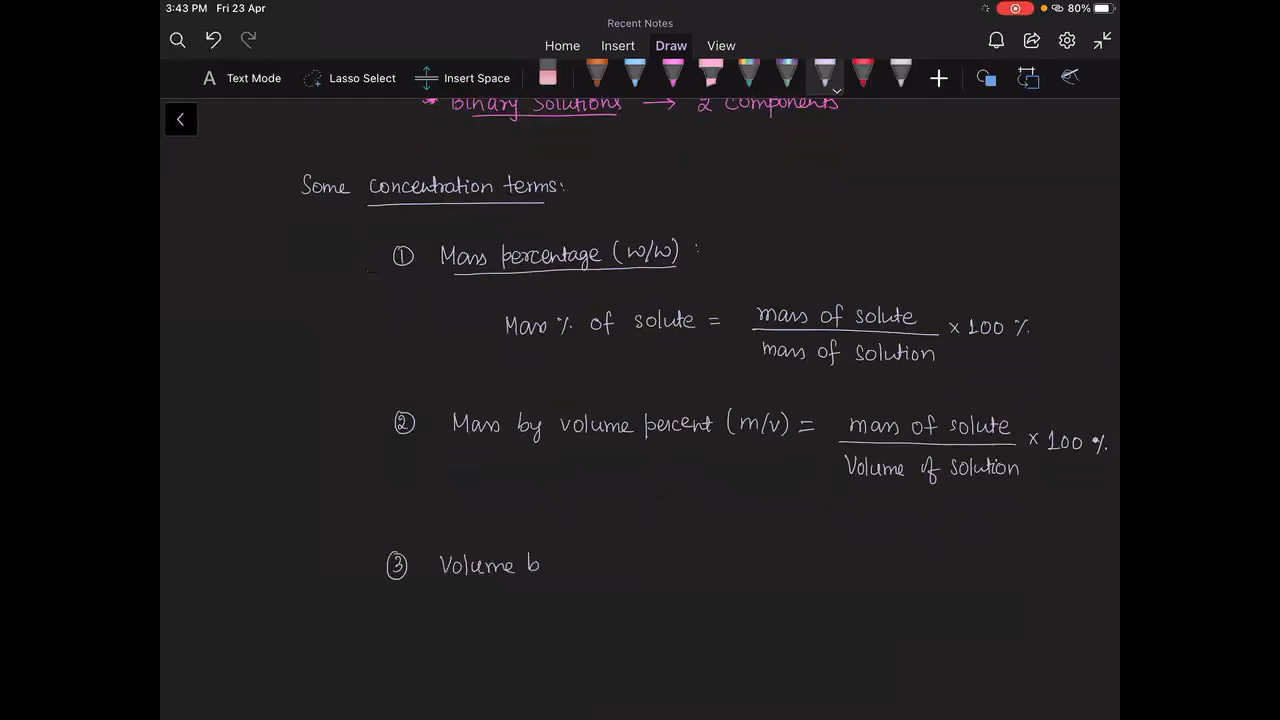 3:43 PM Fri 23 Apr
80%
Recent Notes
Home Insert Draw View
A Text Mode Lasso Select Insert Space
* Binary Solutions → 2 Components
Some concentration terms:
① Mass percentage (w/w) :
Mass % of solute = mass of solute / mass of solution × 100 %
② Mass by volume percent (m/v) = mass of solute / Volume of solution × 100 %
③ Volume b